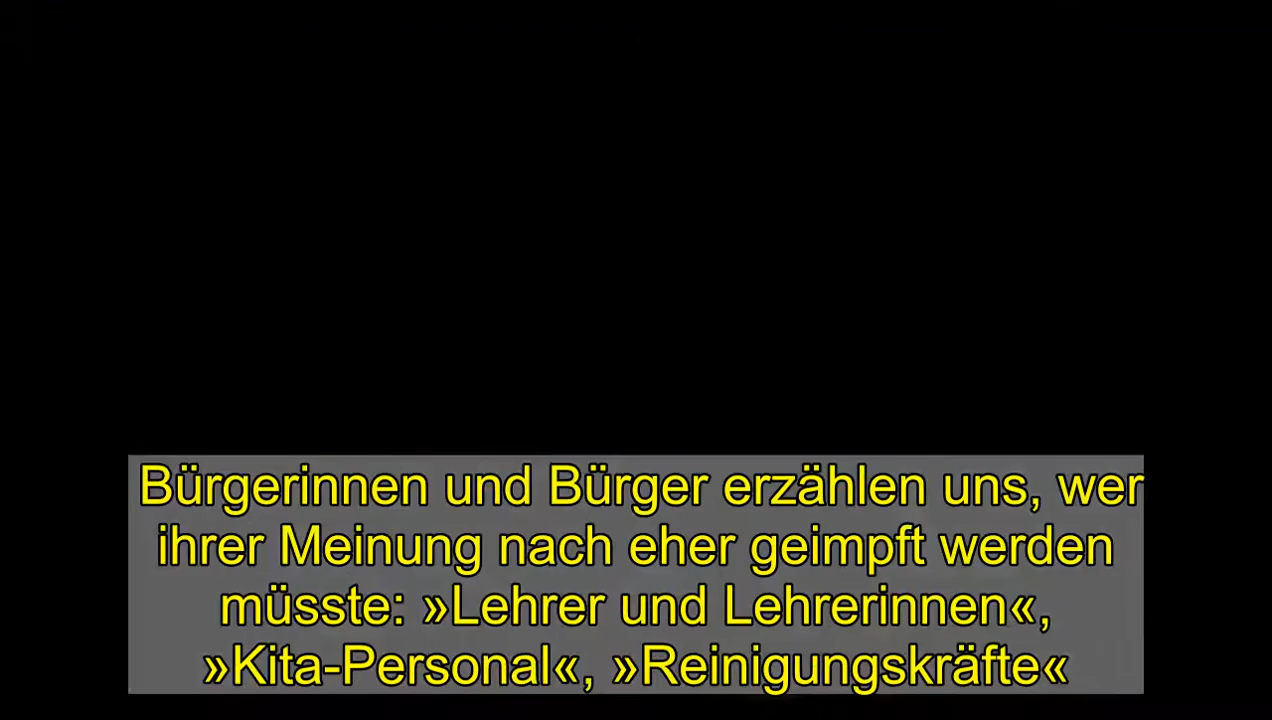 Bürgerinnen und Bürger erzählen uns, wer
ihrer Meinung nach eher geimpft werden
müsste: »Lehrer und Lehrerinnen«,
»Kita-Personal«, »Reinigungskräfte«